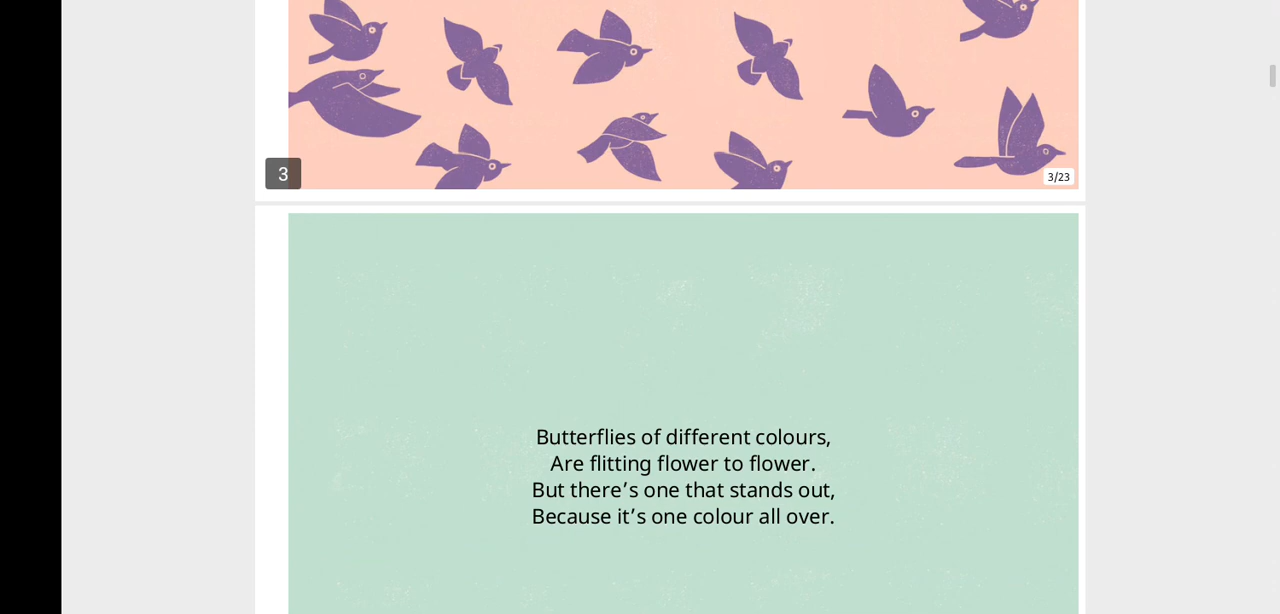 3
3/23
Butterflies of different colours,
Are flitting flower to flower.
But there’s one that stands out,
Because it’s one colour all over.